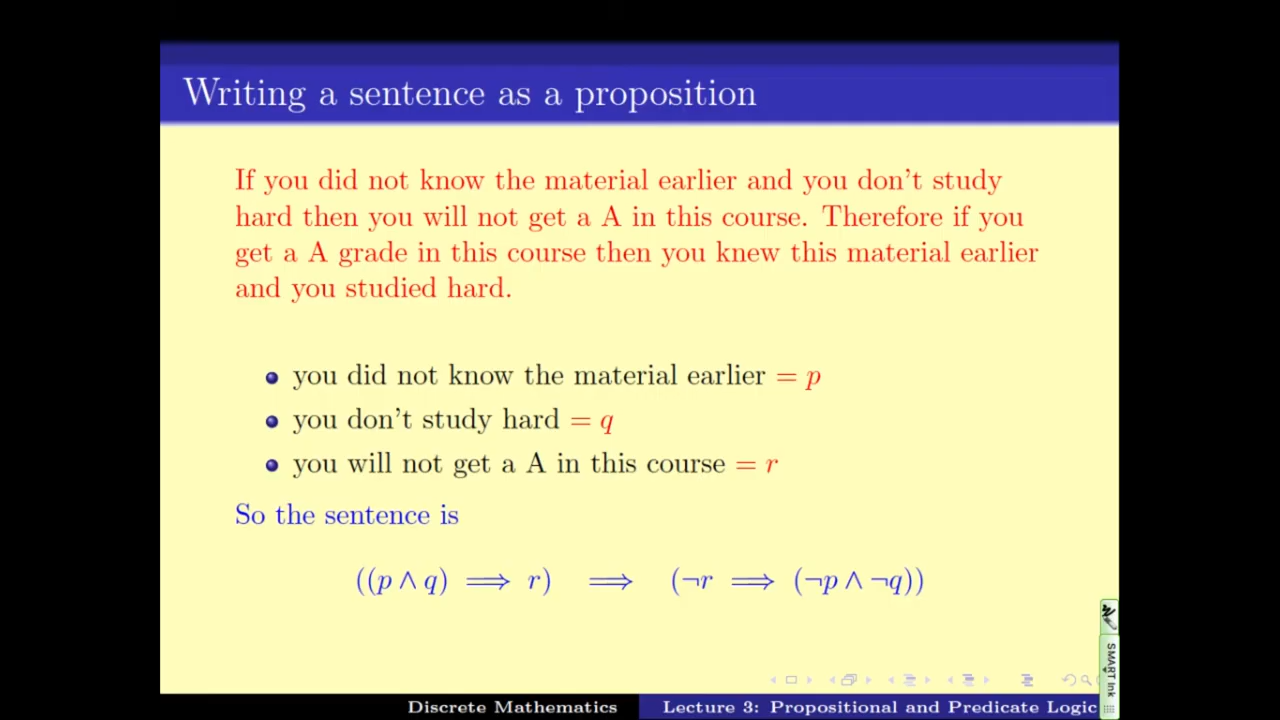 Writing a sentence as a proposition
If you did not know the material earlier and you don't study
hard then you will not get a A in this course. Therefore if you
get a A grade in this course then you knew this material earlier
and you studied hard.
you did not know the material earlier = p
you don't study hard = q
you will not get a A in this course = r
So the sentence is
((p ∧ q) ⟹ r) ⟹ (¬r ⟹ (¬p ∧ ¬q))
SMART Ink
Discrete Mathematics
Lecture 3: Propositional and Predicate Logic